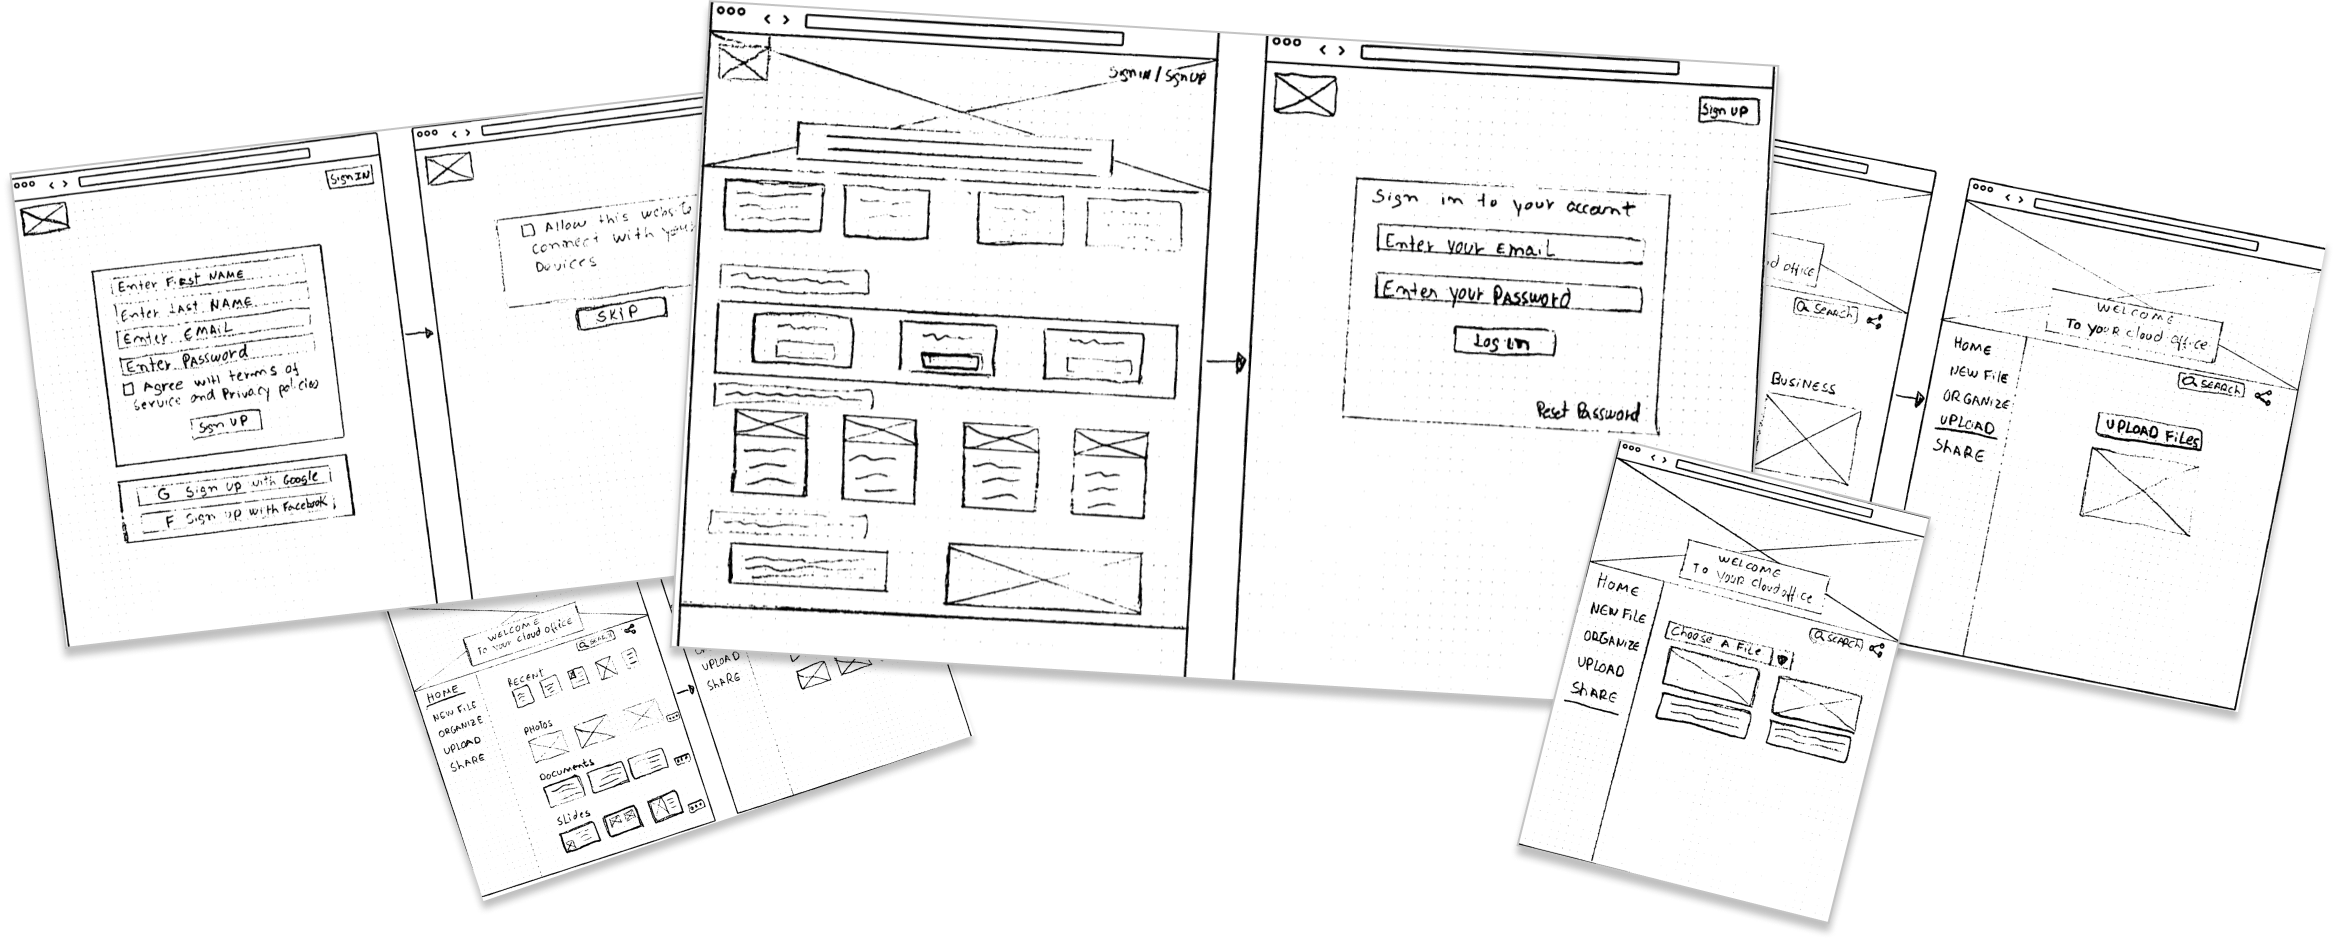 Sign IN
Enter First NAME
Enter Last NAME
Enter EMAiL
Enter Password
Agree with terms of
service and Privacy policies
Sign UP
G Sign Up with Google
F Sign Up with Facebook
Allow this website
connect with your
Devices
SKiP
Sign IN / Sign UP
Sign UP
Sign in to your account
Enter your EmaiL
Enter your Password
Log in
Reset Password
d office
SEARCH
BUSiNESS
WELCOME
To YOUR Cloud office
SEARCH
HOME
NEW FiLE
ORGANIZE
UPLOAD
ShARE
UPLOAD FiLes
WELCOME
To YOUR Cloud office
SEARCH
HOME
NEW FiLE
ORGANIZE
UPLOAD
ShARE
Choose A FiLE
WELCOME
To YOUR Cloud office
SEARCH
HOME
NEW FiLE
ORGANIZE
UPLOAD
ShARE
RECENT
PHotos
DOCUMENTS
SLides
UPLOAD
ShARE